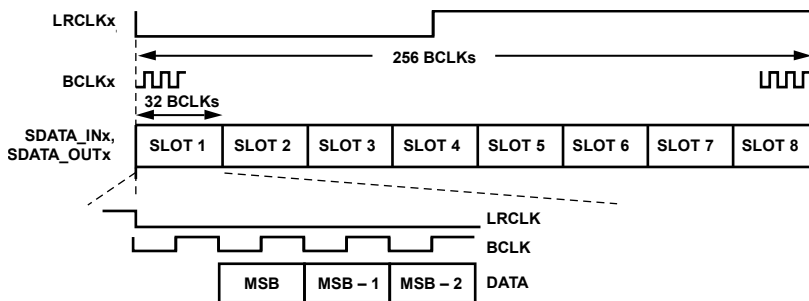 LRCLKx
256 BCLKs
BCLKx
32 BCLKs
SDATA_INx,
SDATA_OUTx
SLOT 1 SLOT 2 SLOT 3 SLOT 4 SLOT 5 SLOT 6 SLOT 7 SLOT 8
LRCLK
BCLK
MSB MSB – 1 MSB – 2 DATA